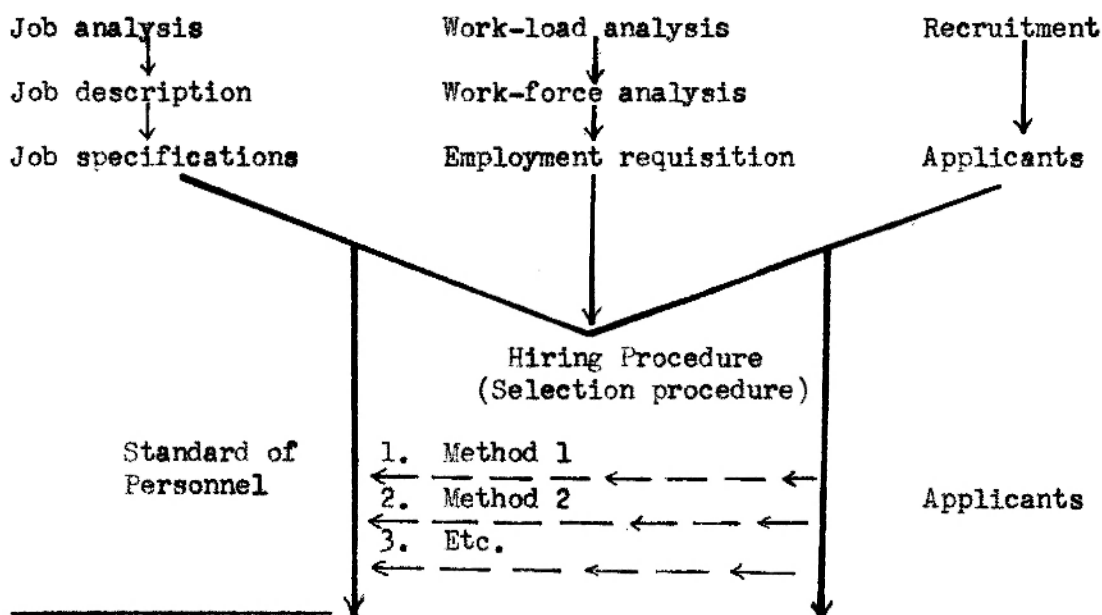 Job analysis Work-load analysis Recruitment
Job description Work-force analysis
Job specifications Employment requisition Applicants
Hiring Procedure
(Selection procedure)
Standard of 1. Method 1
Personnel 2. Method 2 Applicants
3. Etc.